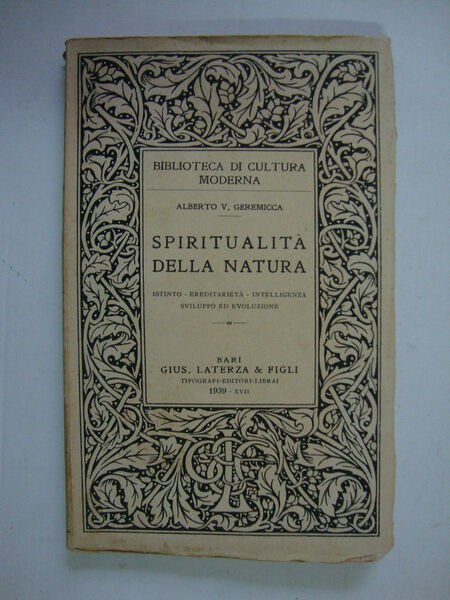 BIBLIOTECA DI CULTURA
MODERNA
ALBERTO V. GEREMICCA
SPIRITUALITÀ
DELLA NATURA
ISTINTO - EREDITARIETÀ - INTELLIGENZA
SVILUPPO ED EVOLUZIONE
BARI
GIUS. LATERZA & FIGLI
TIPOGRAFI-EDITORI-LIBRAI
1939 - XVII